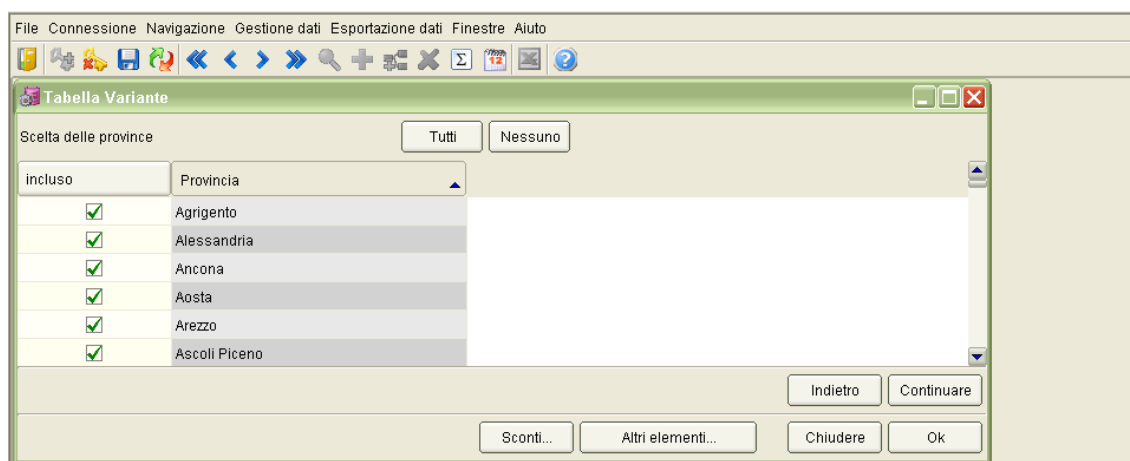 File Connessione Navigazione Gestione dati Esportazione dati Finestre Aiuto
12
Tabella Variante
Scelta delle province Tutti Nessuno
incluso Provincia
Agrigento
Alessandria
Ancona
Aosta
Arezzo
Ascoli Piceno
Indietro Continuare
Sconti... Altri elementi... Chiudere Ok